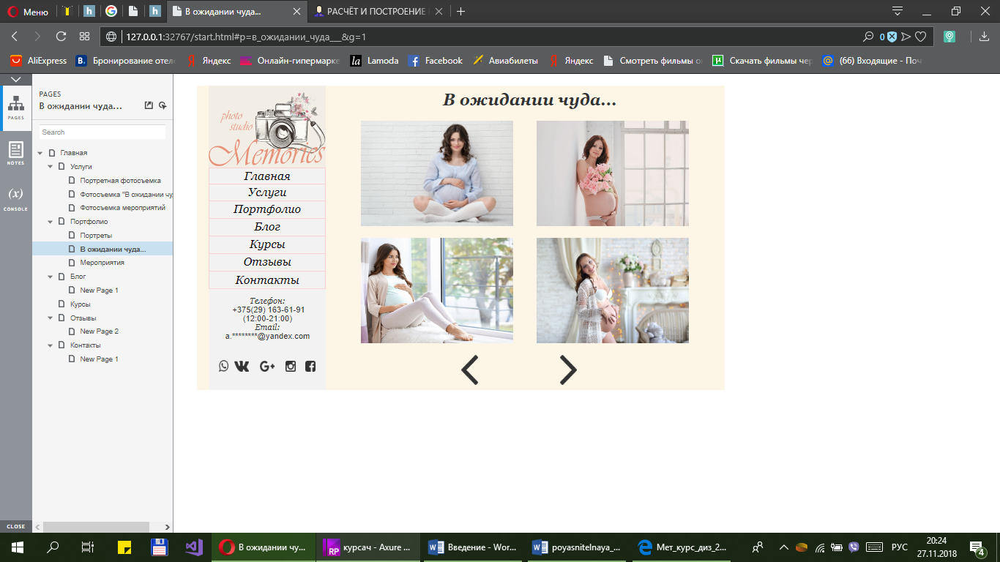 Меню
В ожидании чуда...
РАСЧЁТ И ПОСТРОЕНИЕ
127.0.0.1:32767/start.html#p=в_ожидании_чуда___&g=1
0
AliExpress
B. Бронирование отеле
Яндекс
Онлайн-гипермарке
la Lamoda
Facebook
Авиабилеты
Яндекс
Смотреть фильмы о
Скачать фильмы чер
(66) Входящие - Поч
PAGES
NOTES
(x)
CONSOLE
CLOSE
PAGES
В ожидании чуда...
Search
Главная
Услуги
Портретная фотосъемка
Фотосъемка "В ожидании чу
Фотосъемка мероприятий
Портфолио
Портреты
В ожидании чуда...
Мероприятия
Блог
New Page 1
Курсы
Отзывы
New Page 2
Контакты
New Page 1
photo
studio
Memories
Главная
Услуги
Портфолио
Блог
Курсы
Отзывы
Контакты
Телефон:
+375(29) 163-61-91
(12:00-21:00)
Email:
a.********@yandex.com
В ожидании чуда...
В ожидании чу...
RP курсач - Axure ...
Введение - Wor...
poyasnitelnaya_...
Мет_курс_диз_2...
РУС
20:24
27.11.2018
4